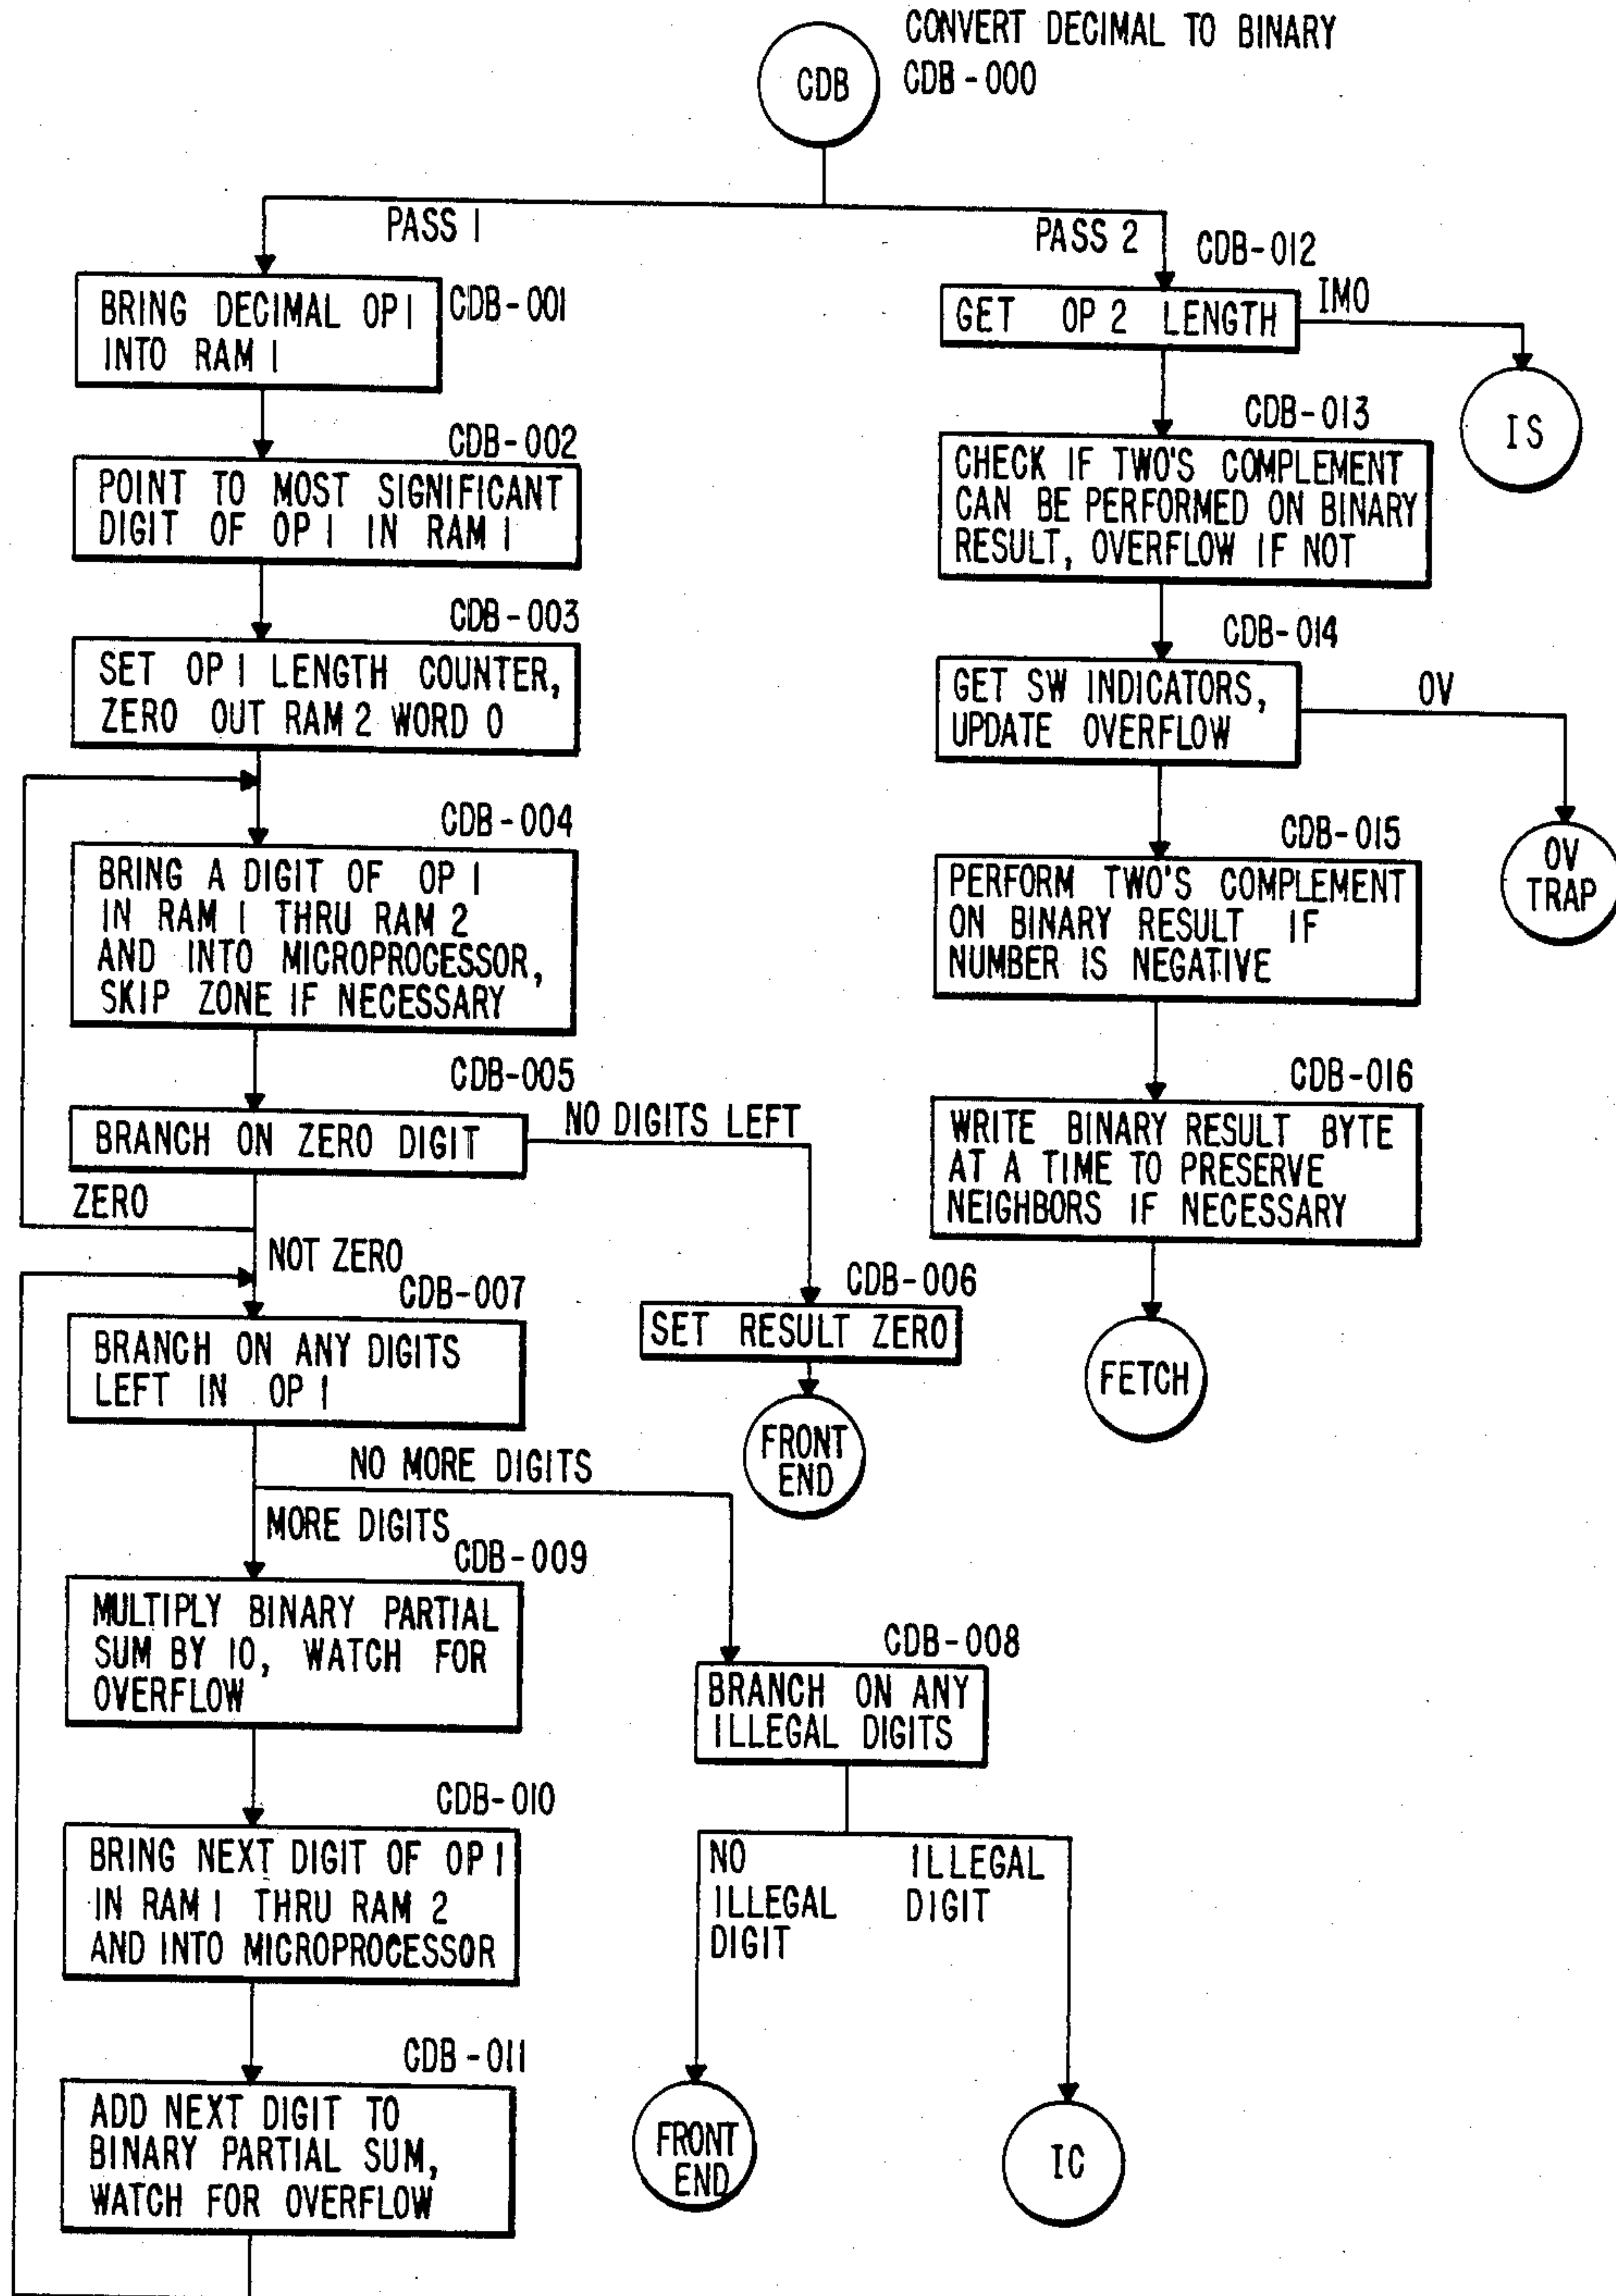 CONVERT DECIMAL TO BINARY
CDB
CDB-000
PASS 1
PASS 2
CDB-001
BRING DECIMAL OP 1
INTO RAM 1
CDB-002
POINT TO MOST SIGNIFICANT
DIGIT OF OP 1 IN RAM 1
CDB-003
SET OP 1 LENGTH COUNTER,
ZERO OUT RAM 2 WORD 0
CDB-004
BRING A DIGIT OF OP 1
IN RAM 1 THRU RAM 2
AND INTO MICROPROCESSOR,
SKIP ZONE IF NECESSARY
CDB-005
BRANCH ON ZERO DIGIT
NO DIGITS LEFT
ZERO
NOT ZERO
CDB-006
SET RESULT ZERO
FRONT
END
CDB-007
BRANCH ON ANY DIGITS
LEFT IN OP 1
NO MORE DIGITS
MORE DIGITS
CDB-009
MULTIPLY BINARY PARTIAL
SUM BY 10, WATCH FOR
OVERFLOW
CDB-008
BRANCH ON ANY
ILLEGAL DIGITS
NO
ILLEGAL
DIGIT
ILLEGAL
DIGIT
FRONT
END
IC
CDB-010
BRING NEXT DIGIT OF OP 1
IN RAM 1 THRU RAM 2
AND INTO MICROPROCESSOR
CDB-011
ADD NEXT DIGIT TO
BINARY PARTIAL SUM,
WATCH FOR OVERFLOW
CDB-012
GET OP 2 LENGTH
IMO
IS
CDB-013
CHECK IF TWO'S COMPLEMENT
CAN BE PERFORMED ON BINARY
RESULT, OVERFLOW IF NOT
CDB-014
GET SW INDICATORS,
UPDATE OVERFLOW
OV
OV
TRAP
CDB-015
PERFORM TWO'S COMPLEMENT
ON BINARY RESULT IF
NUMBER IS NEGATIVE
CDB-016
WRITE BINARY RESULT BYTE
AT A TIME TO PRESERVE
NEIGHBORS IF NECESSARY
FETCH